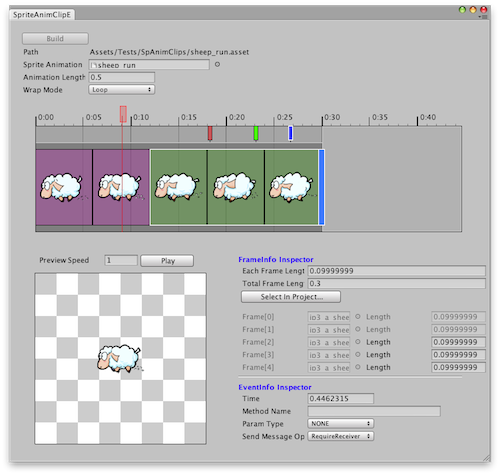 SpriteAnimClipE
Build
Path Assets/Tests/SpAnimClips/sheep_run.asset
Sprite Animation sheep_run
Animation Length 0.5
Wrap Mode Loop
0:00 0:05 0:10 0:15 0:20 0:25 0:30 0:40
Preview Speed 1 Play
FrameInfo Inspector
Each Frame Lengt 0.09999999
Total Frame Leng 0.3
Select In Project...
Frame[0] io3_a_shee Length 0.09999999
Frame[1] io3_a_shee Length 0.09999999
Frame[2] io3_a_shee Length 0.09999999
Frame[3] io3_a_shee Length 0.09999999
Frame[4] io3_a_shee Length 0.09999999
EventInfo Inspector
Time 0.4462315
Method Name
Param Type NONE
Send Message Op RequireReceiver